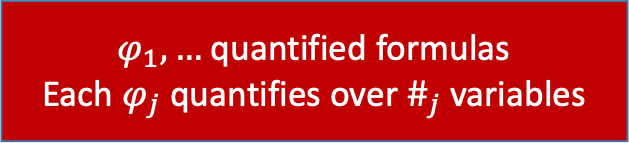 𝜑₁, ... quantified formulas
Each 𝜑ⱼ quantifies over #ⱼ variables